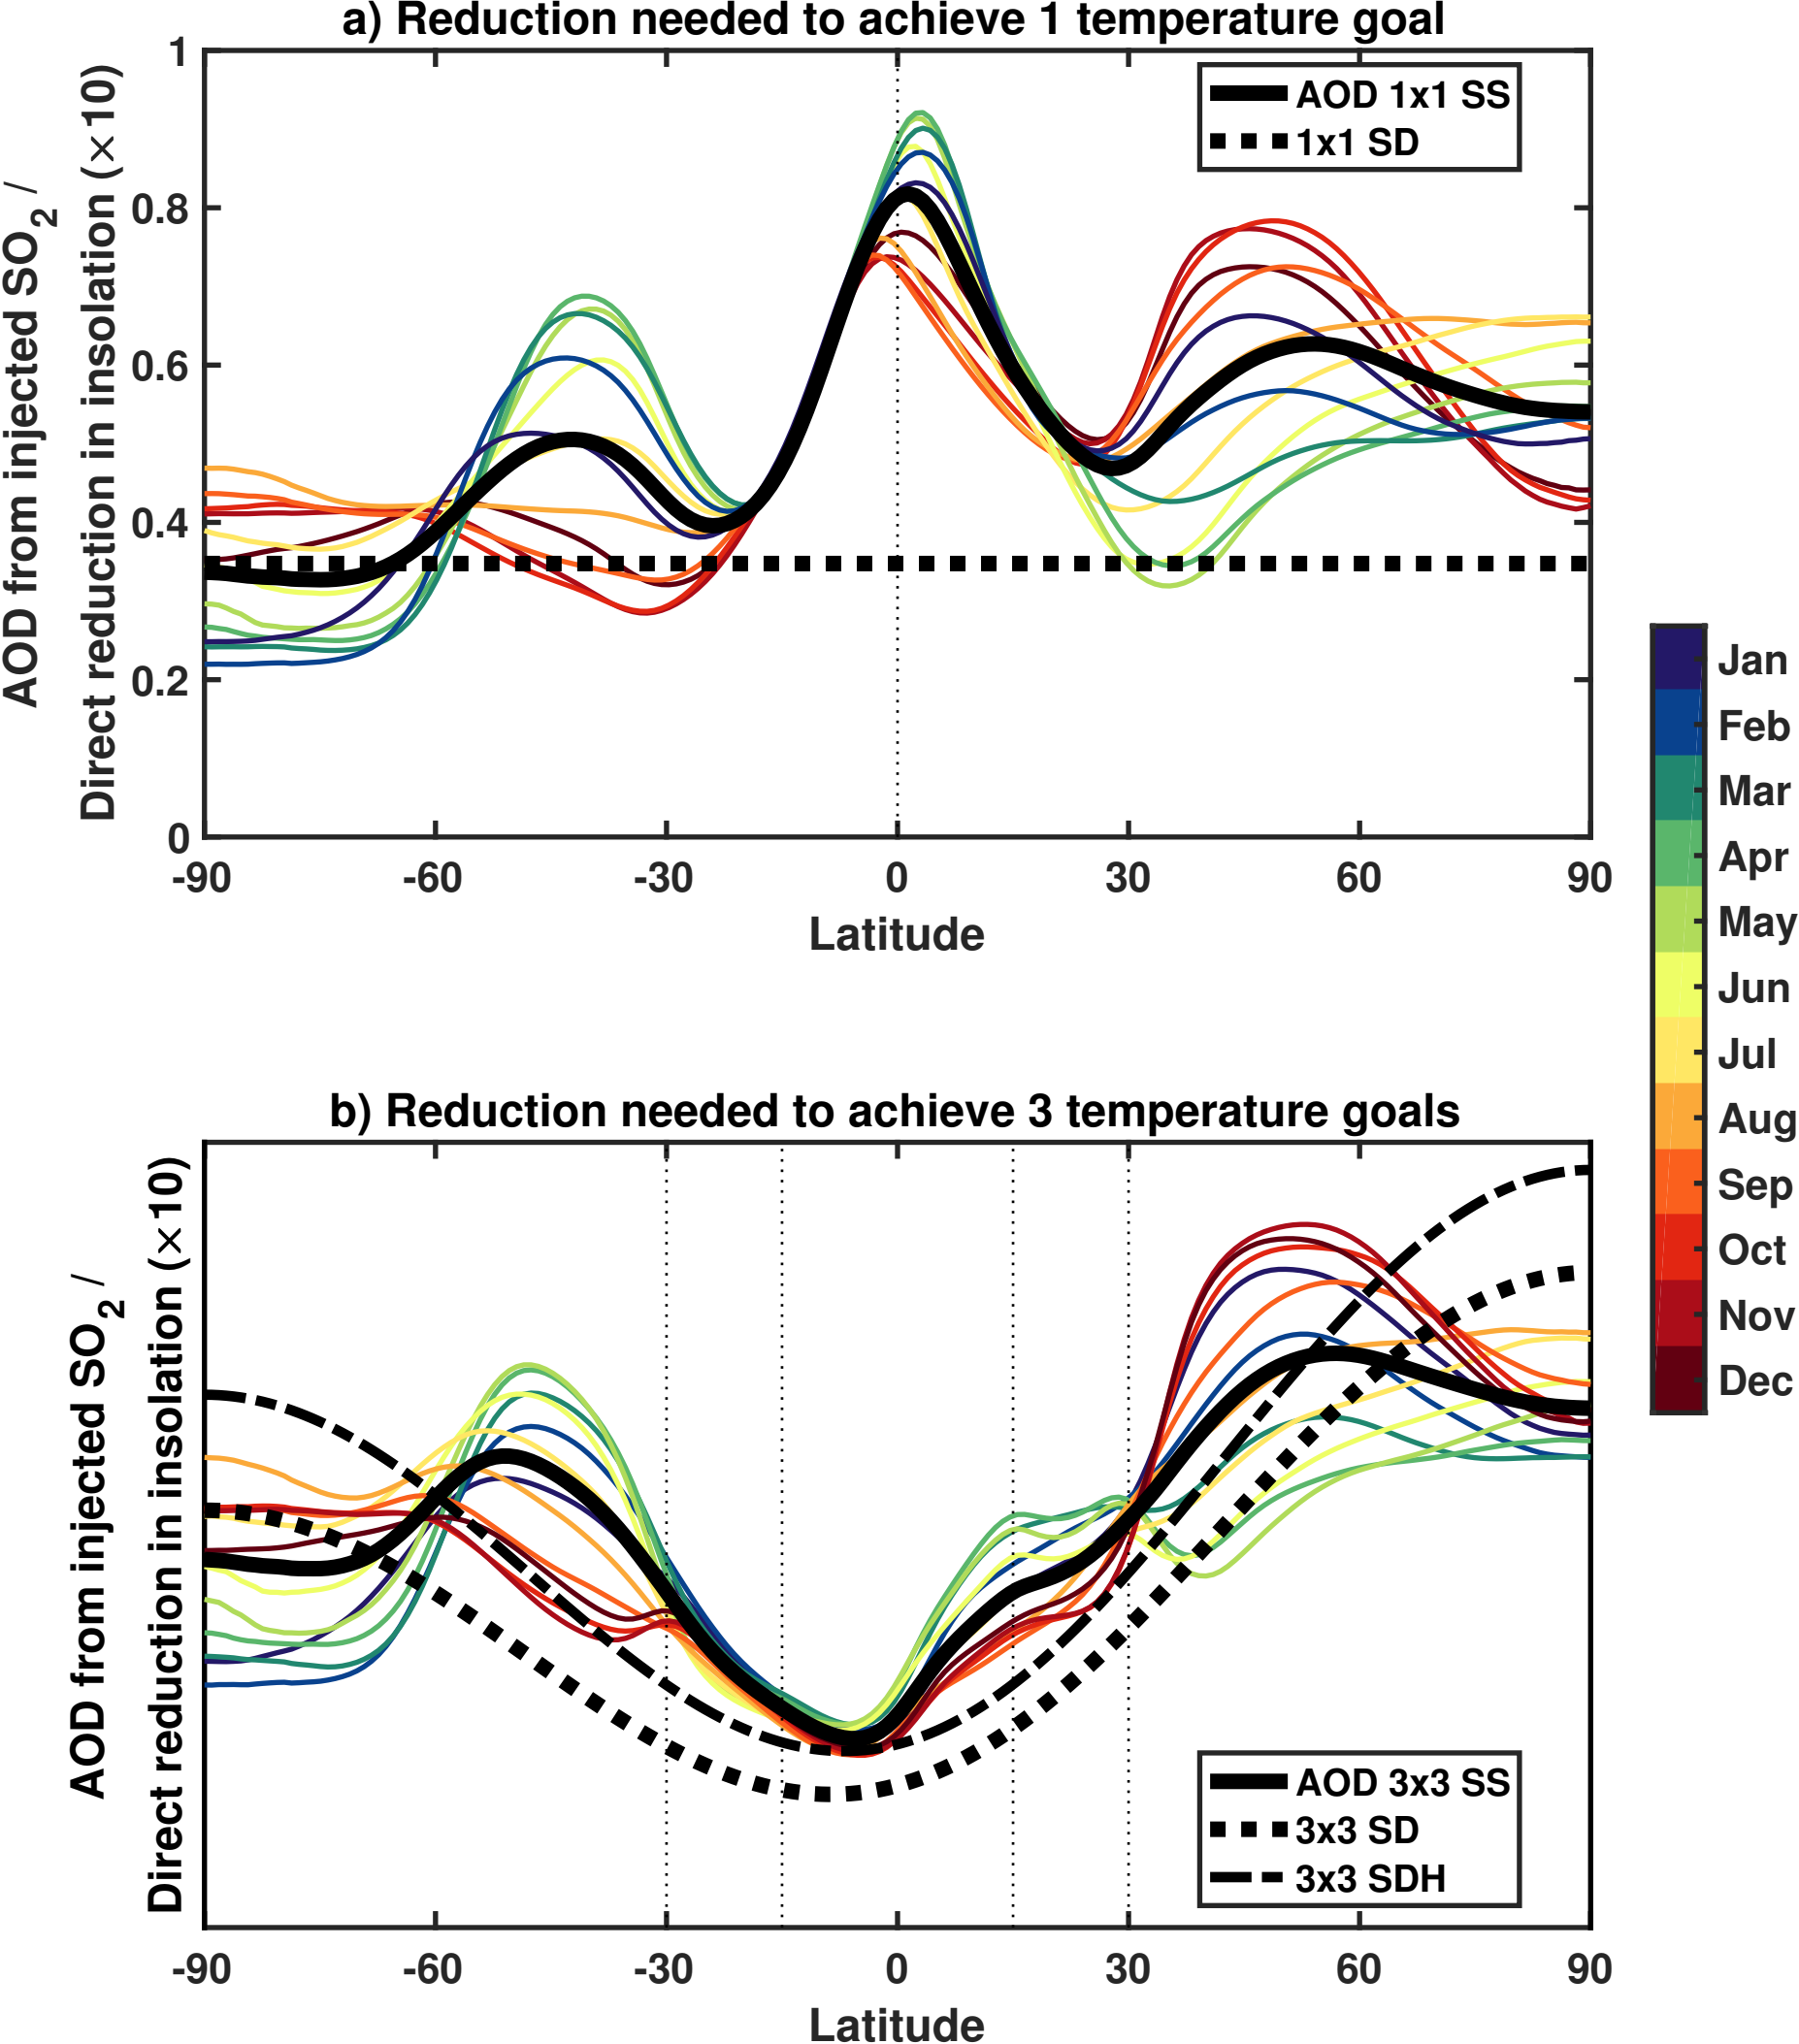 a) Reduction needed to achieve 1 temperature goal
AOD from injected SO2 /
Direct reduction in insolation (×10)
1
0.8
0.6
0.4
0.2
0
AOD 1x1 SS
1x1 SD
-90 -60 -30 0 30 60 90
Latitude
Jan
Feb
Mar
Apr
May
Jun
Jul
Aug
Sep
Oct
Nov
Dec
b) Reduction needed to achieve 3 temperature goals
AOD from injected SO2 /
Direct reduction in insolation (×10)
AOD 3x3 SS
3x3 SD
3x3 SDH
-90 -60 -30 0 30 60 90
Latitude